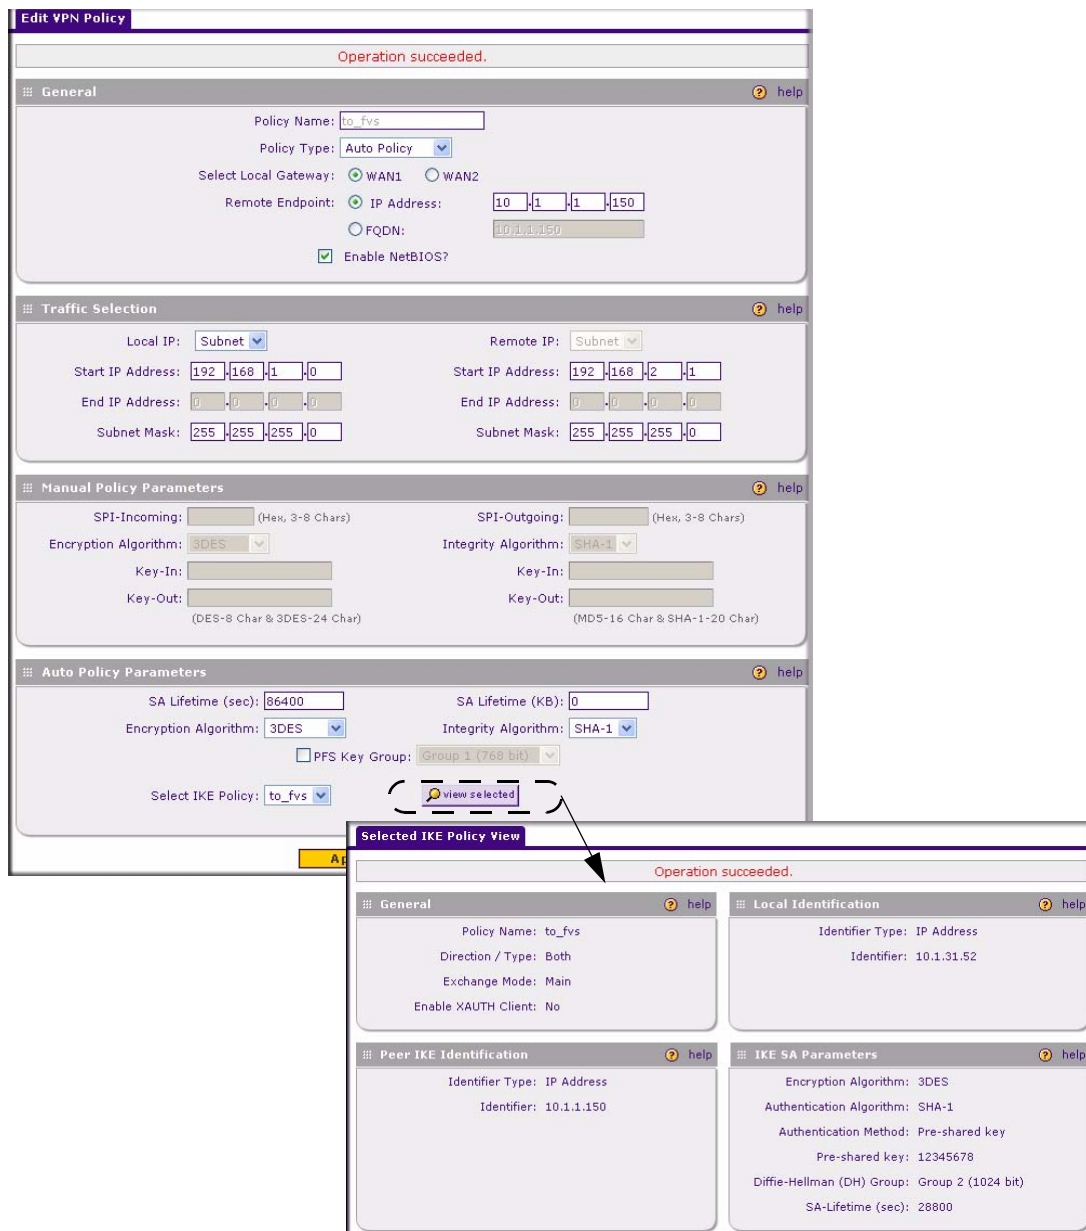 Edit VPN Policy
Operation succeeded.
General help
Policy Name: to_fvs
Policy Type: Auto Policy
Select Local Gateway: WAN1 WAN2
Remote Endpoint: IP Address: 10 .1 .1 .150
FQDN: 10.1.1.150
Enable NetBIOS?
Traffic Selection help
Local IP: Subnet Remote IP: Subnet
Start IP Address: 192 .168 .1 .0 Start IP Address: 192 .168 .2 .1
End IP Address: 0 .0 .0 .0 End IP Address: 0 .0 .0 .0
Subnet Mask: 255 .255 .255 .0 Subnet Mask: 255 .255 .255 .0
Manual Policy Parameters help
SPI-Incoming: (Hex, 3-8 Chars) SPI-Outgoing: (Hex, 3-8 Chars)
Encryption Algorithm: 3DES Integrity Algorithm: SHA-1
Key-In: Key-In:
Key-Out: Key-Out:
(DES-8 Char & 3DES-24 Char) (MD5-16 Char & SHA-1-20 Char)
Auto Policy Parameters help
SA Lifetime (sec): 86400 SA Lifetime (KB): 0
Encryption Algorithm: 3DES Integrity Algorithm: SHA-1
PFS Key Group: Group 1 (768 bit)
Select IKE Policy: to_fvs view selected
Ap
Selected IKE Policy View
Operation succeeded.
General help
Policy Name: to_fvs
Direction / Type: Both
Exchange Mode: Main
Enable XAUTH Client: No
Local Identification help
Identifier Type: IP Address
Identifier: 10.1.31.52
Peer IKE Identification help
Identifier Type: IP Address
Identifier: 10.1.1.150
IKE SA Parameters help
Encryption Algorithm: 3DES
Authentication Algorithm: SHA-1
Authentication Method: Pre-shared key
Pre-shared key: 12345678
Diffie-Hellman (DH) Group: Group 2 (1024 bit)
SA-Lifetime (sec): 28800